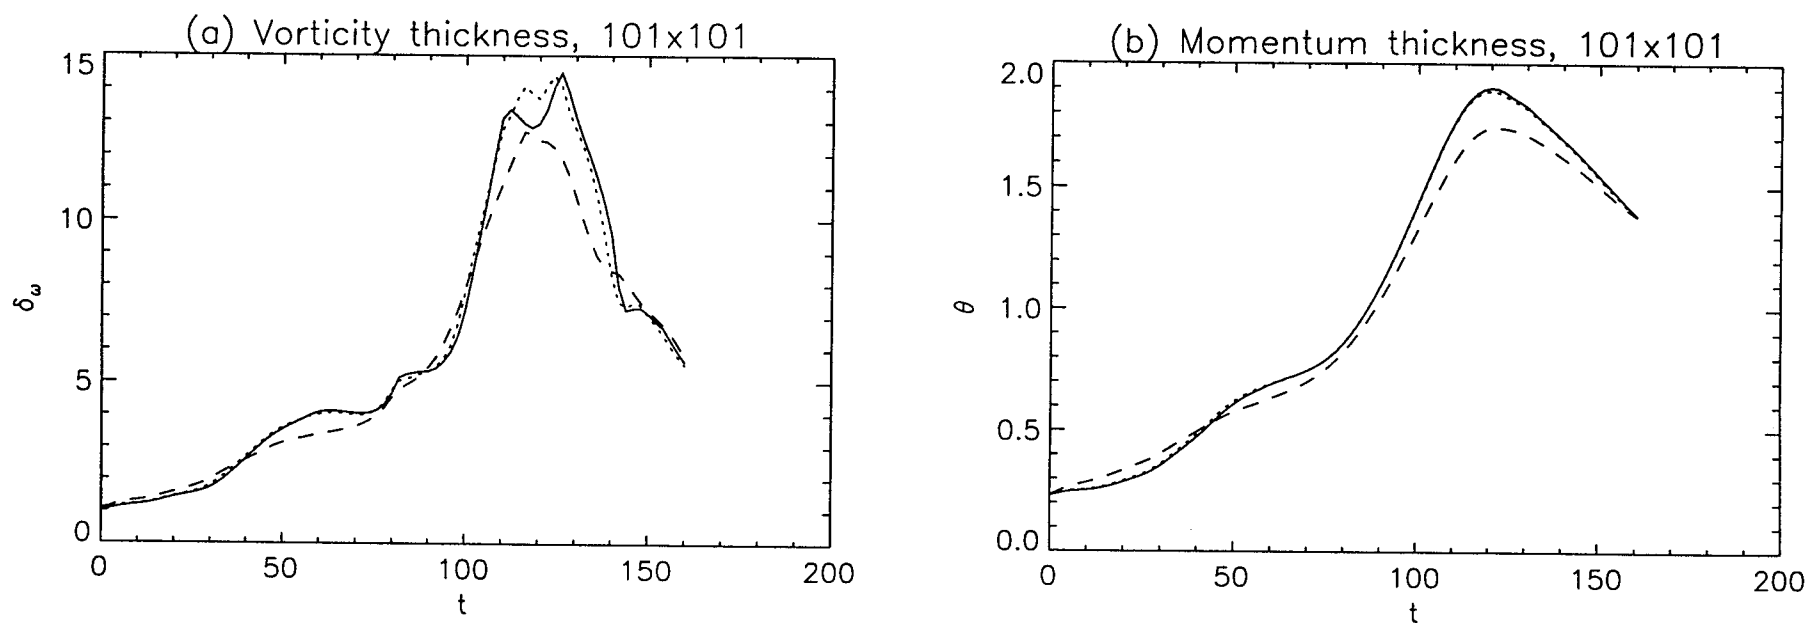 (a) Vorticity thickness, 101x101
15
10
5
0
δω
0 50 100 150 200
t
(b) Momentum thickness, 101x101
2.0
1.5
1.0
0.5
0.0
θ
0 50 100 150 200
t